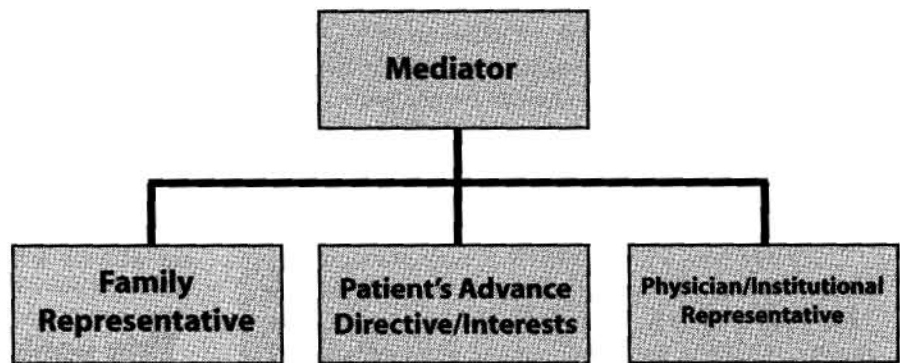 Mediator
Family
Representative
Patient's Advance
Directive/Interests
Physician/Institutional
Representative